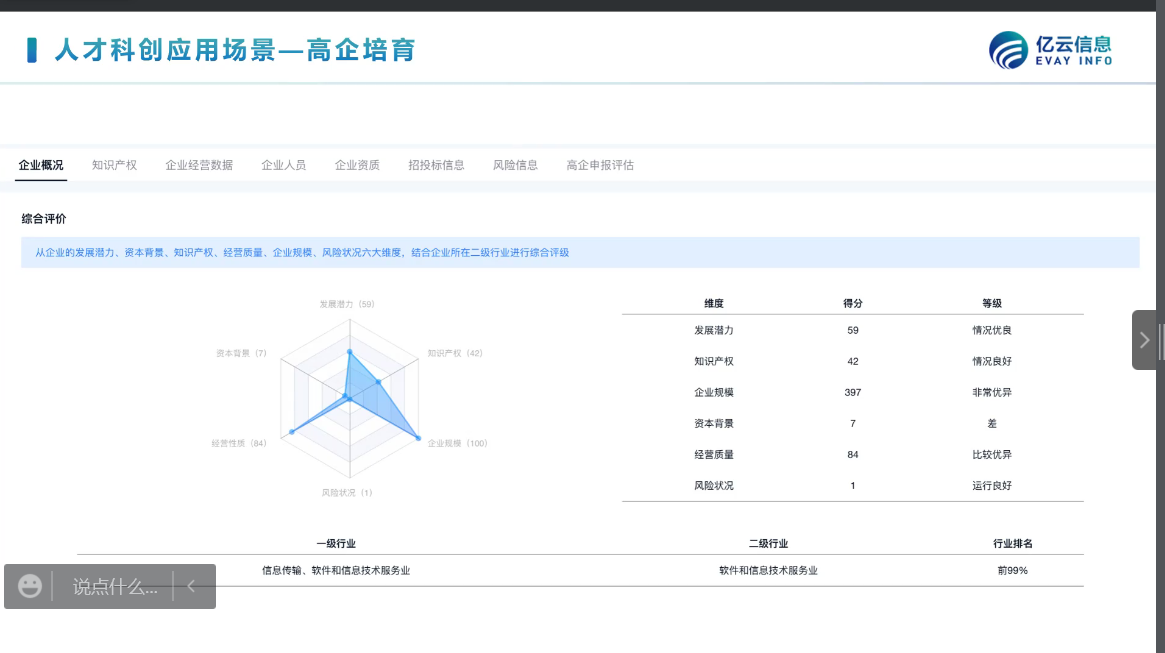 人才科创应用场景—高企培育
亿云信息
EVAY INFO
企业概况 知识产权 企业经营数据 企业人员 企业资质 招投标信息 风险信息 高企申报评估
综合评价
从企业的发展潜力、资本背景、知识产权、经营质量、企业规模、风险状况六大维度，结合企业所在二级行业进行综合评级
发展潜力（59）
资本背景（7）
知识产权（42）
经营性质（84）
企业规模（100）
风险状况（1）
维度 得分 等级
发展潜力 59 情况优良
知识产权 42 情况良好
企业规模 397 非常优异
资本背景 7 差
经营质量 84 比较优异
风险状况 1 运行良好
一级行业 二级行业 行业排名
信息传输、软件和信息技术服务业 软件和信息技术服务业 前99%
说点什么...